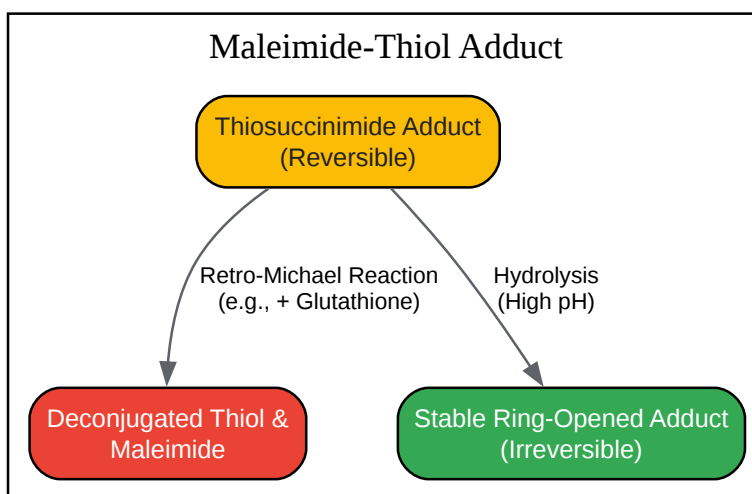 Maleimide-Thiol Adduct
Thiosuccinimide Adduct
(Reversible)
Retro-Michael Reaction
(e.g., + Glutathione)
Hydrolysis
(High pH)
Deconjugated Thiol &
Maleimide
Stable Ring-Opened Adduct
(Irreversible)